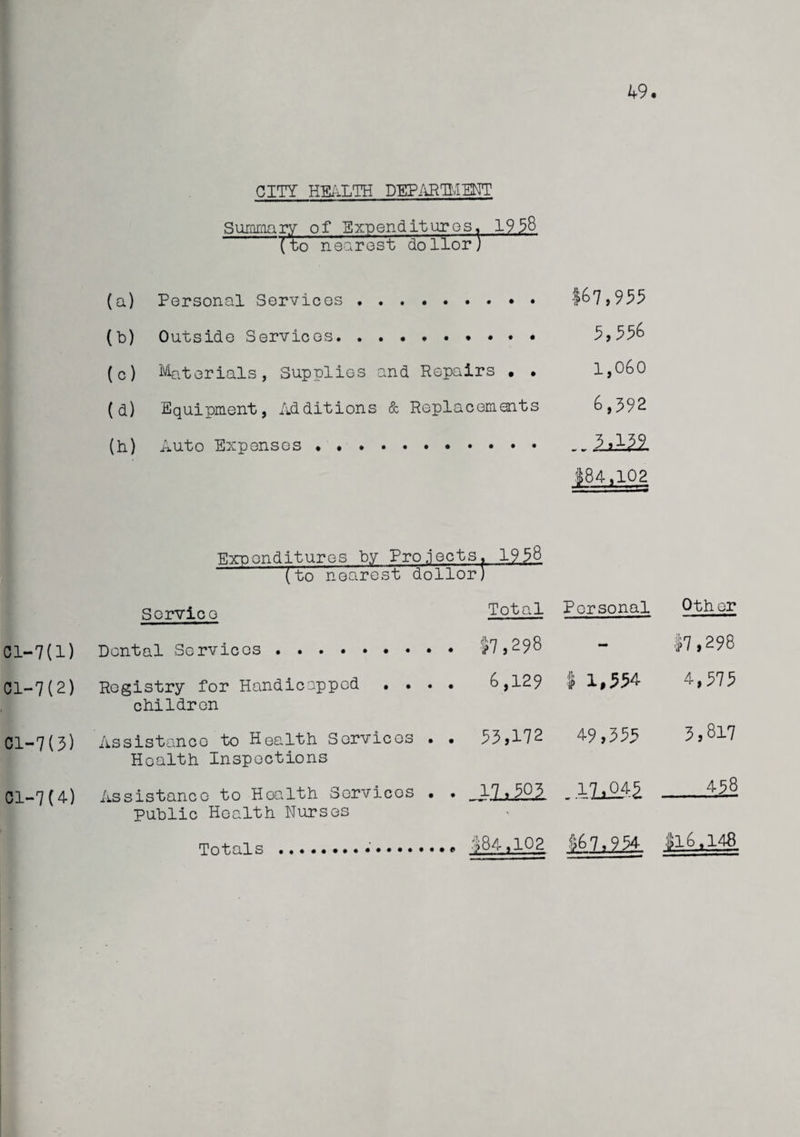 49.
CITY HEALTH DEPARTMENT
Summary of Expenditures, 1958
(to nearest dollor)
(a) Personal Services . . . . . . . . . $67,955
(b) Outside Services. . . . . . . . . . 5,556
(c) Materials, Supplies and Repairs . . 1,060
(d) Equipment, Additions & Replacements 6,392
(h) Auto Expenses . . . . . . . . . . . 3,139
$84,102
Expenditures by Projects, 1958
(to nearest dollor)
Service Total Personal Other
C1-7(1) Dental Services . . . . . . . . . $7,298 - $7,298
C1-7(2) Registry for Handicapped . . . . 6,129 $ 1,554 4,575
children
C1-7(3) Assistance to Health Services . . 53,172 49,355 3,817
Health Inspections
C1-7(4) Assistance to Health Services . . 17,503 17,045 458
Public Health Nurses
Totals .................. $84,102 $67,954 $16,148